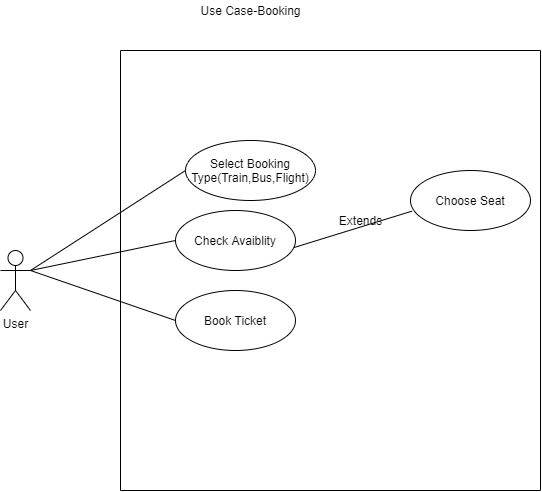 Use Case-Booking
Select Booking
Type(Train,Bus,Flight)
Choose Seat
Extends
Check Avaiblity
Book Ticket
User